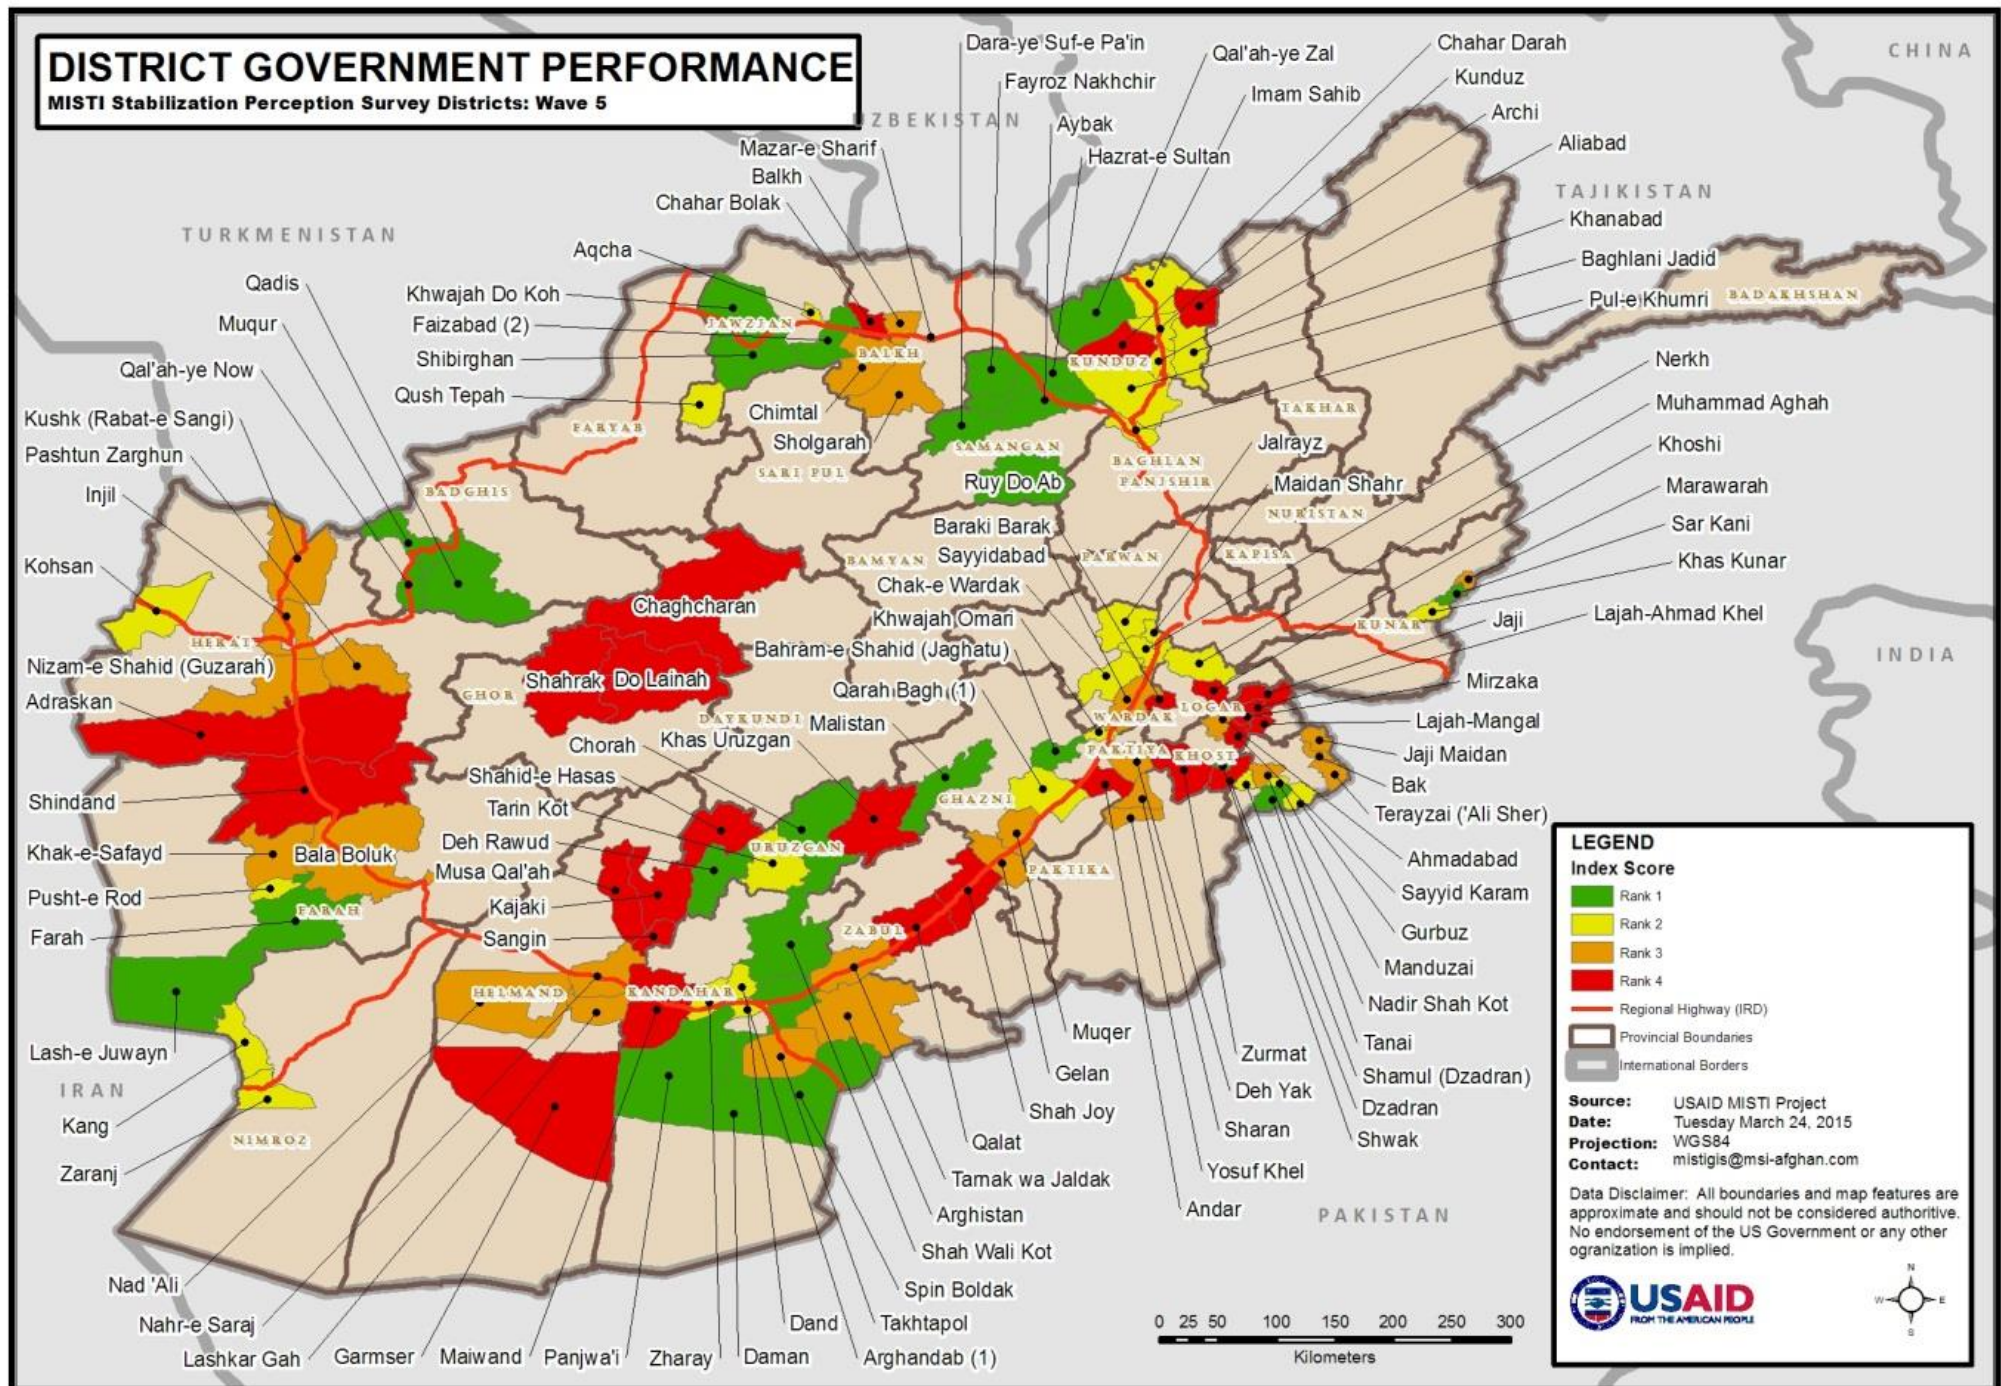 DISTRICT GOVERNMENT PERFORMANCE
MISTI Stabilization Perception Survey Districts: Wave 5
CHINA
UZBEKISTAN
TAJIKISTAN
TURKMENISTAN
INDIA
IRAN
PAKISTAN
Dara-ye Suf-e Pa'in
Fayroz Nakhchir
Aybak
Hazrat-e Sultan
Qal'ah-ye Zal
Imam Sahib
Chahar Darah
Kunduz
Archi
Aliabad
Khanabad
Baghlani Jadid
Pul-e Khumri
Mazar-e Sharif
Balkh
Chahar Bolak
Aqcha
Khwajah Do Koh
Faizabad (2)
Shibirghan
Qush Tepah
Chimtal
Sholgarah
Qadis
Muqur
Qal'ah-ye Now
Kushk (Rabat-e Sangi)
Pashtun Zarghun
Injil
Kohsan
Nizam-e Shahid (Guzarah)
Adraskan
Shindand
Khak-e-Safayd
Bala Boluk
Pusht-e Rod
Farah
Lash-e Juwayn
Kang
Zaranj
Nad 'Ali
Nahr-e Saraj
Lashkar Gah
Garmser
Maiwand
Panjwa'i
Zharay
Daman
Dand
Arghandab (1)
Takhtapol
Spin Boldak
Shah Wali Kot
Arghistan
Tarnak wa Jaldak
Qalat
Shah Joy
Gelan
Muqer
Andar
Yosuf Khel
Sharan
Deh Yak
Zurmat
Shwak
Dzadran
Shamul (Dzadran)
Tanai
Nadir Shah Kot
Manduzai
Gurbuz
Sayyid Karam
Ahmadabad
Terayzai ('Ali Sher)
Bak
Jaji Maidan
Lajah-Mangal
Mirzaka
Lajah-Ahmad Khel
Jaji
Khas Kunar
Sar Kani
Marawarah
Khoshi
Muhammad Aghah
Nerkh
Jalrayz
Maidan Shahr
Ruy Do Ab
Baraki Barak
Sayyidabad
Chak-e Wardak
Khwajah Omari
Bahram-e Shahid (Jaghatu)
Qarah Bagh (1)
Malistan
Khas Uruzgan
Chorah
Shahid-e Hasas
Tarin Kot
Deh Rawud
Musa Qal'ah
Kajaki
Sangin
Chaghcharan
Shahrak
Do Lainah
JAWZJAN
BALKH
KUNDUZ
TAKHAR
BADAKHSHAN
FARYAB
SARI PUL
SAMANGAN
BAGHLAN
PANJSHIR
BADGHIS
NURISTAN
BAMYAN
PARWAN
KAPISA
KUNAR
HERAT
GHOR
DAYKUNDI
WARDAK
LOGAR
PAKTIYA
KHOST
GHAZNI
URUZGAN
PAKTIKA
ZABUL
FARAH
HELMAND
KANDAHAR
NIMROZ
LEGEND
Index Score
Rank 1
Rank 2
Rank 3
Rank 4
Regional Highway (IRD)
Provincial Boundaries
International Borders
Source: USAID MISTI Project
Date: Tuesday March 24, 2015
Projection: WGS84
Contact: mistigis@msi-afghan.com
Data Disclaimer: All boundaries and map features are
approximate and should not be considered authoritive.
No endorsement of the US Government or any other
ogranization is implied.
USAID
FROM THE AMERICAN PEOPLE
N
W E
S
0 25 50 100 150 200 250 300
Kilometers